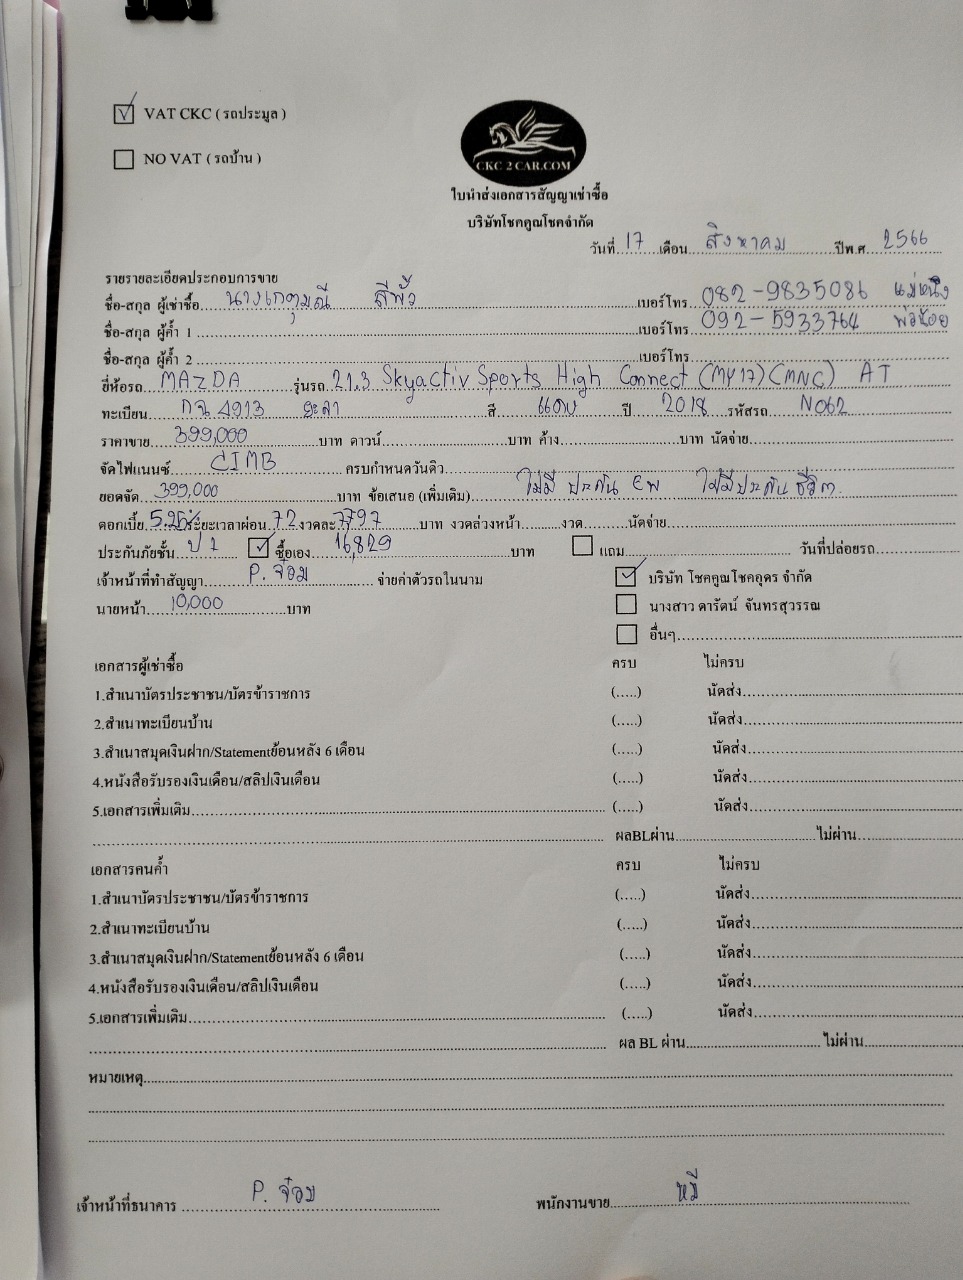 ☑ VAT CKC ( รถประมูล )
☐ NO VAT ( รถบ้าน )
CKC 2 CAR.COM
ใบนำส่งเอกสารสัญญาเช่าซื้อ
บริษัทโชคคูณโชคจำกัด
วันที่ 17 เดือน สิงหาคม ปีพ.ศ 2566
รายรายละเอียดประกอบการขาย
ชื่อ-สกุล ผู้เช่าซื้อ นางเกตุมณี สีพั้ว เบอร์โทร 082-9835086 แม่หนึ่ง
ชื่อ-สกุล ผู้ค้ำ 1 เบอร์โทร 092-5933764 พ่อน้อย
ชื่อ-สกุล ผู้ค้ำ 2 เบอร์โทร
ยี่ห้อรถ MAZDA รุ่นรถ 2 1.3 Skyactiv Sports High Connect (MY17) (MNC) AT
ทะเบียน 4913 ยะลา สี แดง ปี 2018 รหัสรถ N062
ราคาขาย 399,000 บาท ดาวน์ บาท ค้าง บาท นัดจ่าย
จัดไฟแนนซ์ CIMB ครบกำหนดวันดิว
ยอดจัด 399,000 บาท ข้อเสนอ (เพิ่มเติม) ไม่มี ประกัน EW ไม่มีประกันชีวิต
ดอกเบี้ย 5.25% ระยะเวลาผ่อน 72 งวดละ 7797 บาท งวดล่วงหน้า งวด นัดจ่าย
ประกันภัยชั้น ป 1 ☑ ซื้อเอง 16,829 บาท ☐ แถม วันที่ปล่อยรถ
เจ้าหน้าที่ทำสัญญา P. จ๋อม จ่ายค่าตัวรถในนาม ☑ บริษัท โชคคูณโชคอุดร จำกัด
นายหน้า 10,000 บาท ☐ นางสาว ดารัตน์ จันทรสุวรรณ
☐ อื่นๆ
เอกสารผู้เช่าซื้อ ครบ ไม่ครบ
1.สำเนาบัตรประชาชน/บัตรข้าราชการ (.....) นัดส่ง
2.สำเนาทะเบียนบ้าน (.....) นัดส่ง
3.สำเนาสมุดเงินฝาก/Statementย้อนหลัง 6 เดือน (.....) นัดส่ง
4.หนังสือรับรองเงินเดือน/สลิปเงินเดือน (.....) นัดส่ง
5.เอกสารเพิ่มเติม (.....) นัดส่ง
ผลBLผ่าน ไม่ผ่าน
เอกสารคนค้ำ ครบ ไม่ครบ
1.สำเนาบัตรประชาชน/บัตรข้าราชการ (.....) นัดส่ง
2.สำเนาทะเบียนบ้าน (.....) นัดส่ง
3.สำเนาสมุดเงินฝาก/Statementย้อนหลัง 6 เดือน (.....) นัดส่ง
4.หนังสือรับรองเงินเดือน/สลิปเงินเดือน (.....) นัดส่ง
5.เอกสารเพิ่มเติม (.....) นัดส่ง
ผล BL ผ่าน ไม่ผ่าน
หมายเหตุ
เจ้าหน้าที่ธนาคาร P. จ๋อม พนักงานขาย หมี